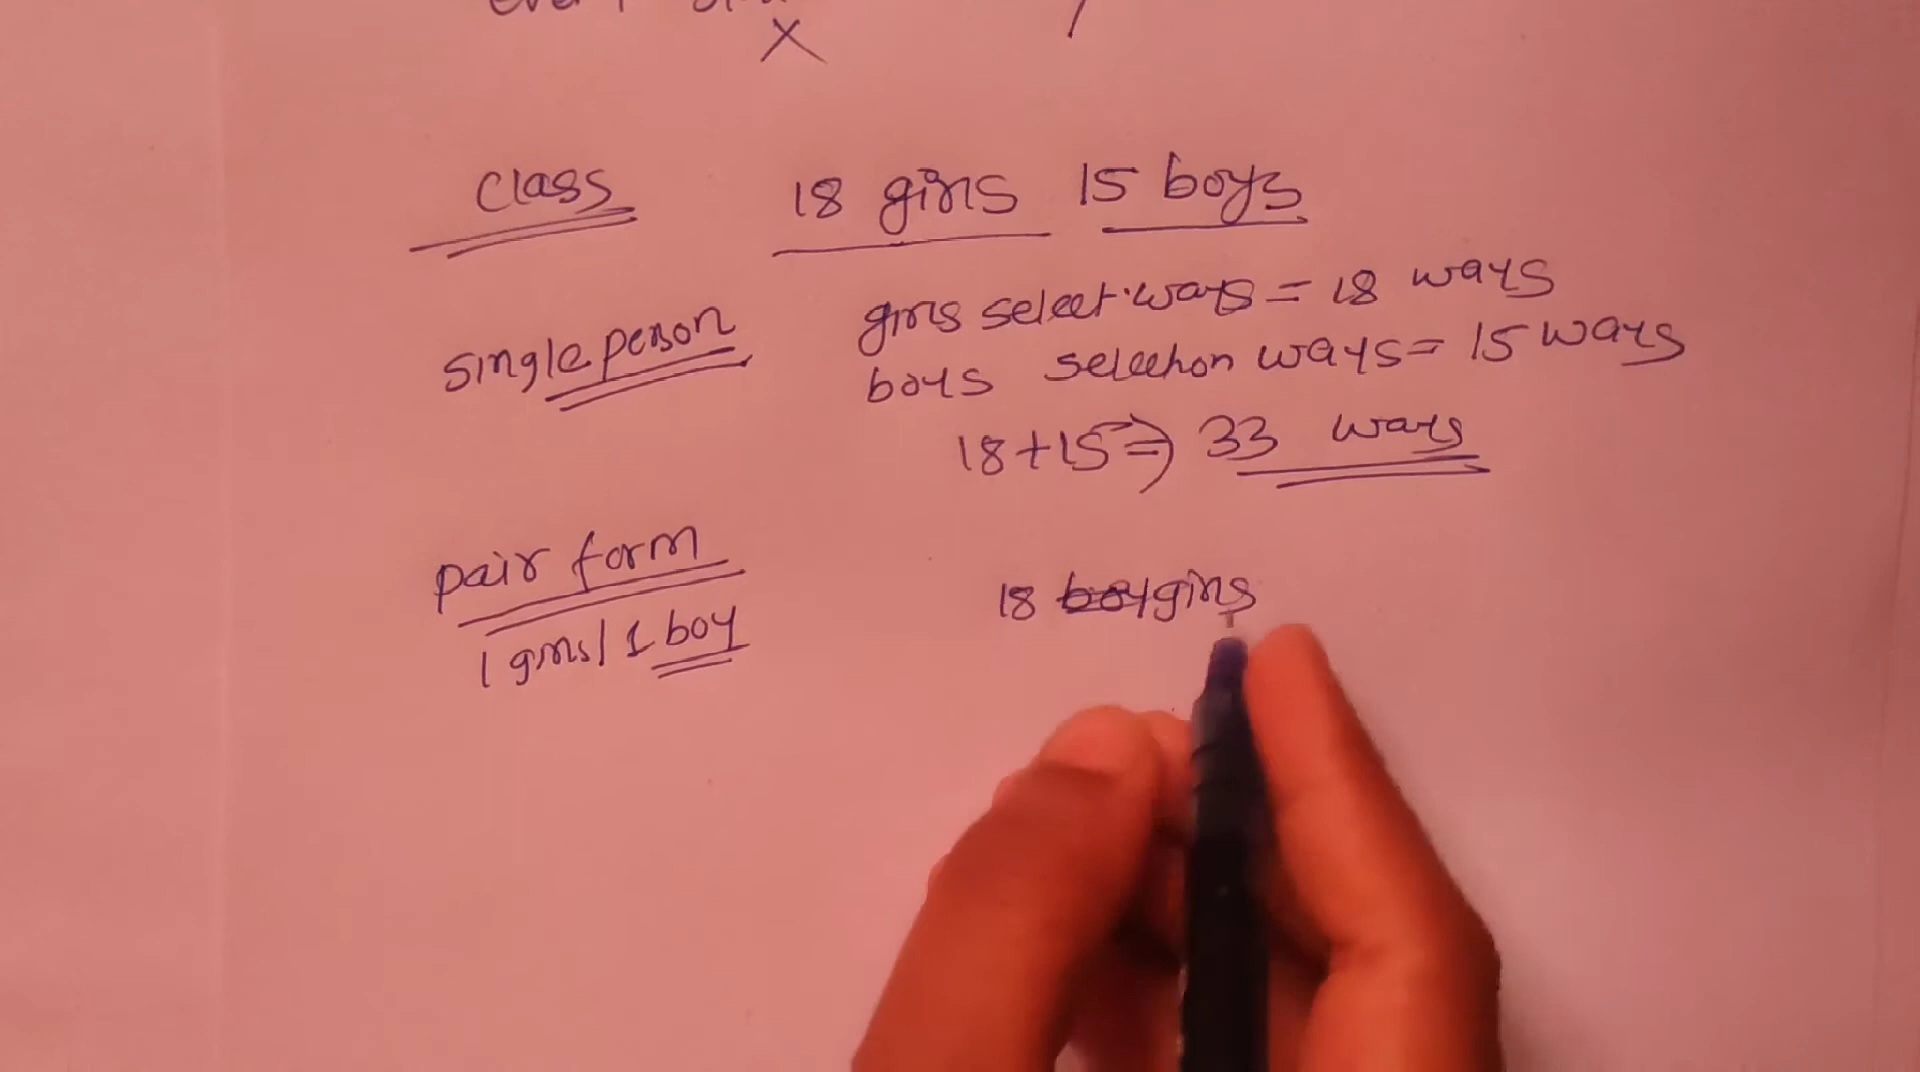 class 18 girls 15 boys
single person girls select ways = 18 ways
boys selection ways = 15 ways
18+15 ⇒ 33 ways
pair form
1 girls / 1 boy
18 girls